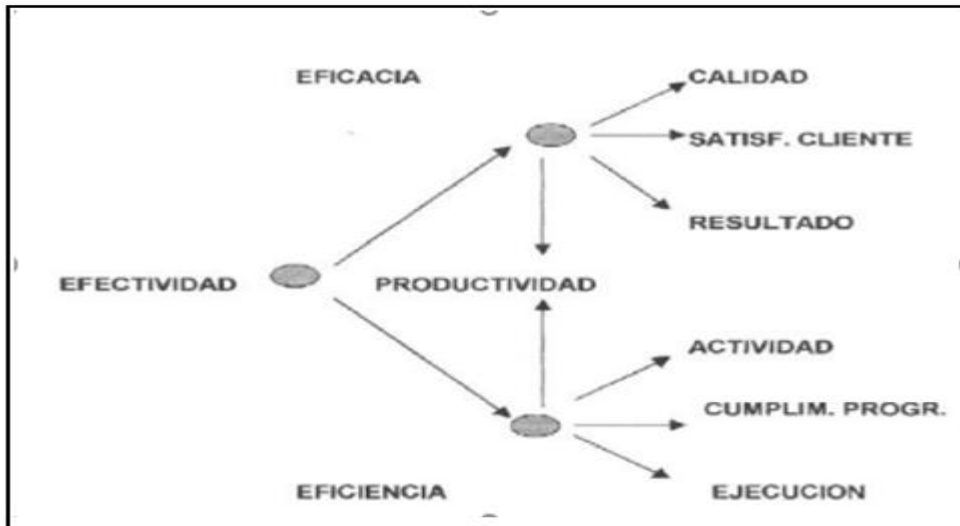 EFICACIA
CALIDAD
SATISF. CLIENTE
RESULTADO
EFECTIVIDAD
PRODUCTIVIDAD
ACTIVIDAD
CUMPLIM. PROGR.
EFICIENCIA
EJECUCION